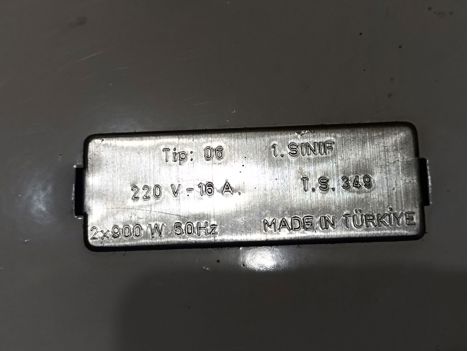 Tip: 06 1. SINIF
220 V - 16 A. T.S. 349
2x900 W 50Hz MADE IN TÜRKİYE